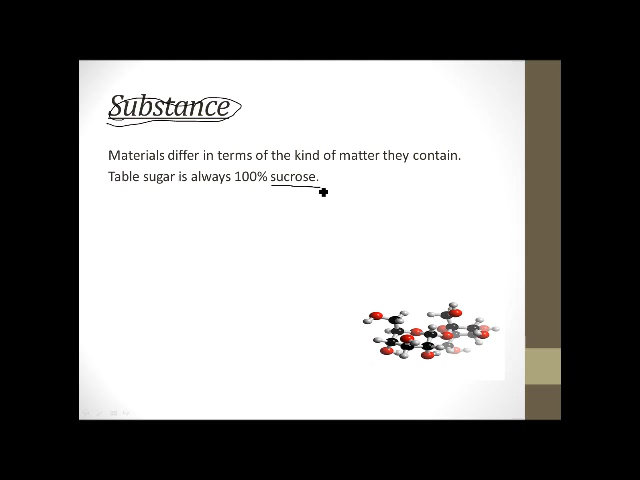 Substance
Materials differ in terms of the kind of matter they contain.
Table sugar is always 100% sucrose.